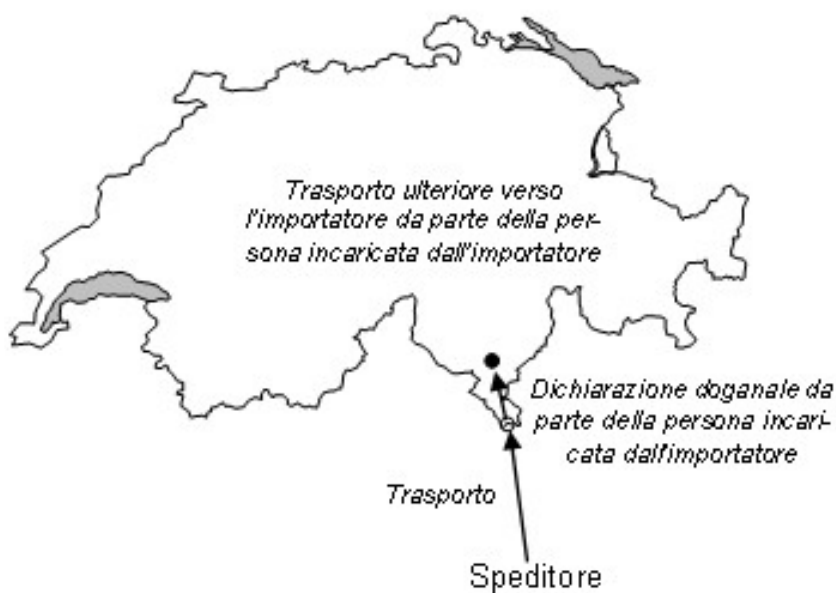 Trasporto ulteriore verso
l'importatore da parte della per-
sona incaricata dall'importatore
Dichiarazione doganale da
parte della persona incari-
cata dall'importatore
Trasporto
Speditore